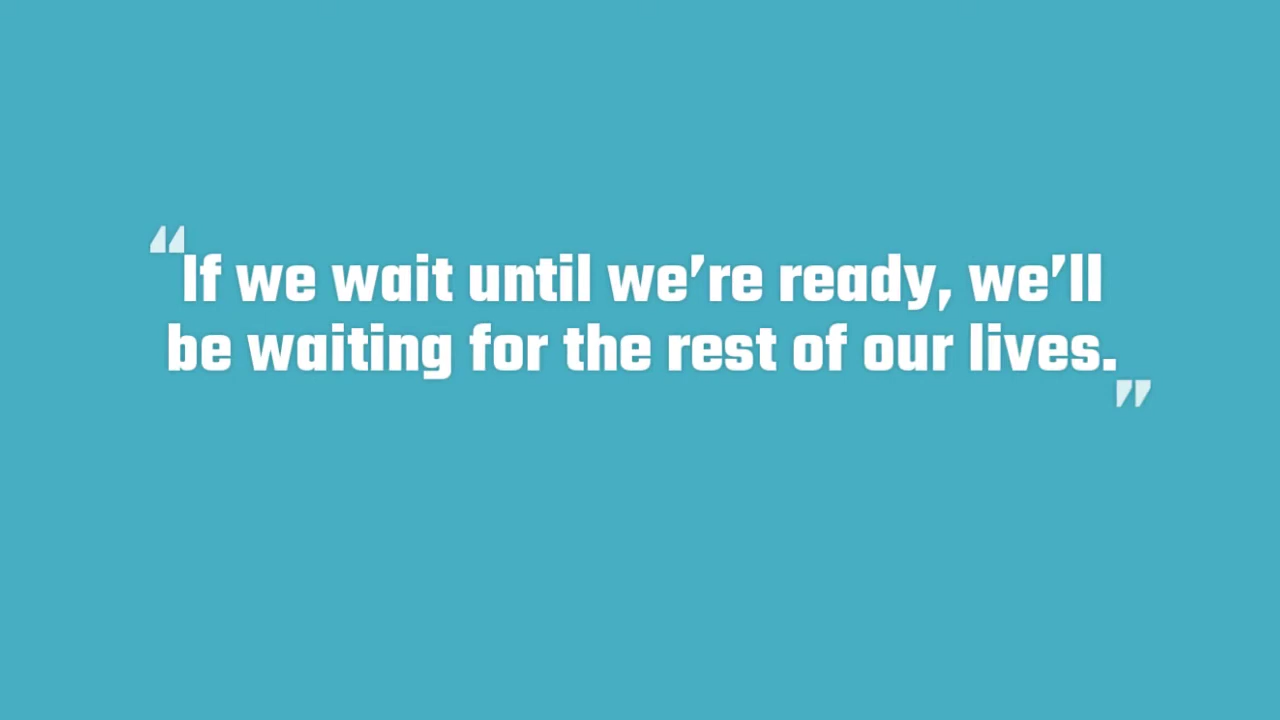 “If we wait until we’re ready, we’ll
be waiting for the rest of our lives.”